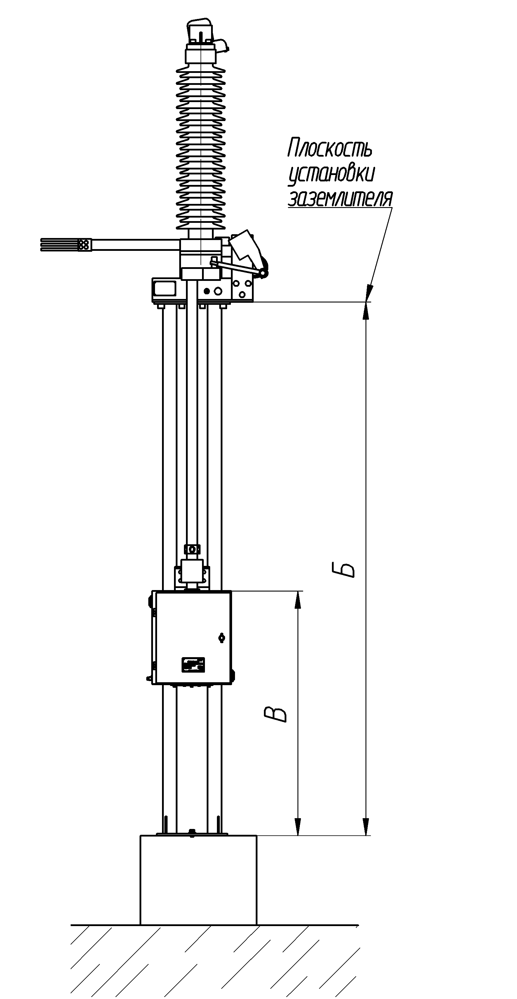 Плоскость
установки
заземлителя
Б
В